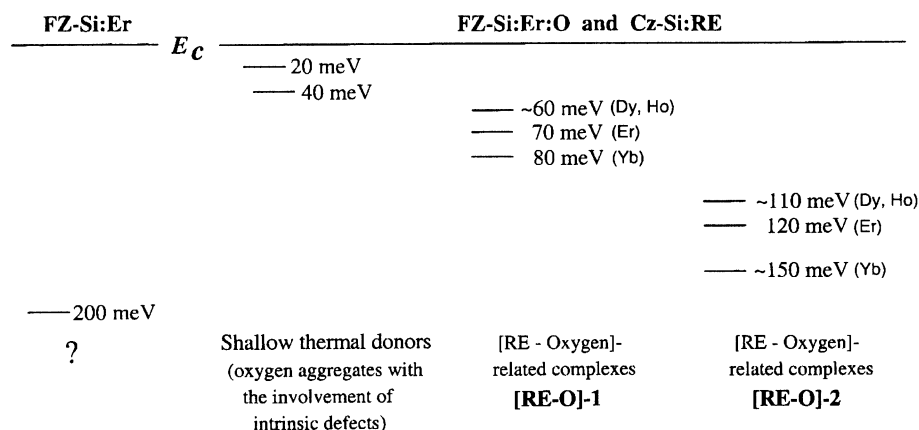 FZ-Si:Er
FZ-Si:Er:O and Cz-Si:RE
Ec
20 meV
40 meV
~60 meV (Dy, Ho)
70 meV (Er)
80 meV (Yb)
~110 meV (Dy, Ho)
120 meV (Er)
~150 meV (Yb)
200 meV
?
Shallow thermal donors
(oxygen aggregates with
the involvement of
intrinsic defects)
[RE - Oxygen]-
related complexes
[RE-O]-1
[RE - Oxygen]-
related complexes
[RE-O]-2